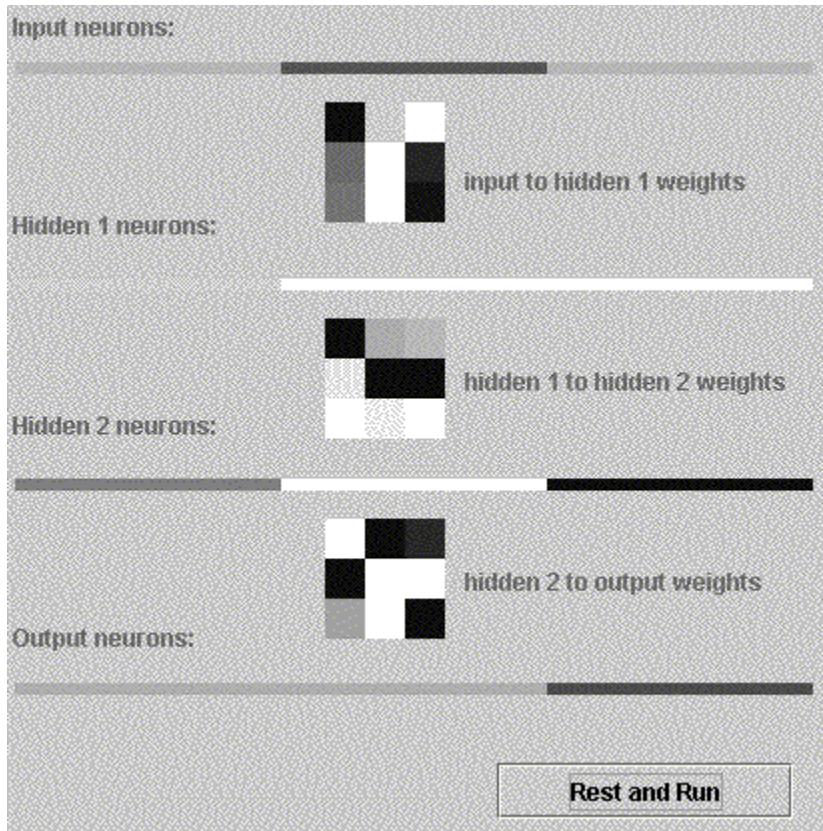 Input neurons:
input to hidden 1 weights
Hidden 1 neurons:
hidden 1 to hidden 2 weights
Hidden 2 neurons:
hidden 2 to output weights
Output neurons:
Rest and Run